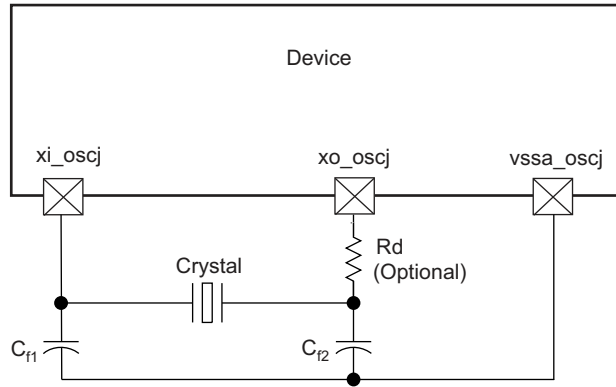 Device
xi_oscj
xo_oscj
vssa_oscj
Rd
(Optional)
Crystal
Cf1
Cf2